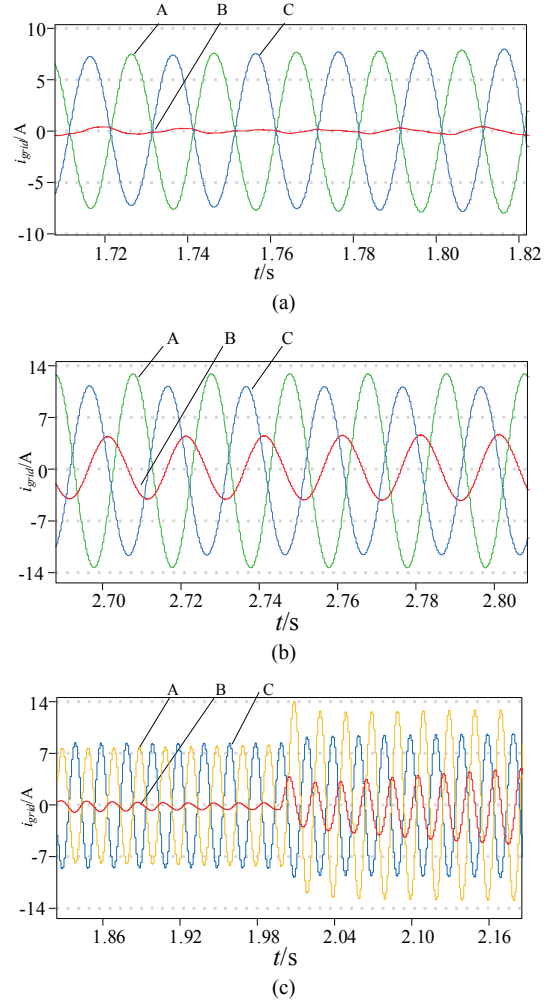 A B C
10
5
0
-5
-10
i_grid/A
1.72 1.74 1.76 1.78 1.80 1.82
t/s
(a)
A B C
14
7
0
-7
-14
i_grid/A
2.70 2.72 2.74 2.76 2.78 2.80
t/s
(b)
A B C
14
7
0
-7
-14
i_grid/A
1.86 1.92 1.98 2.04 2.10 2.16
t/s
(c)